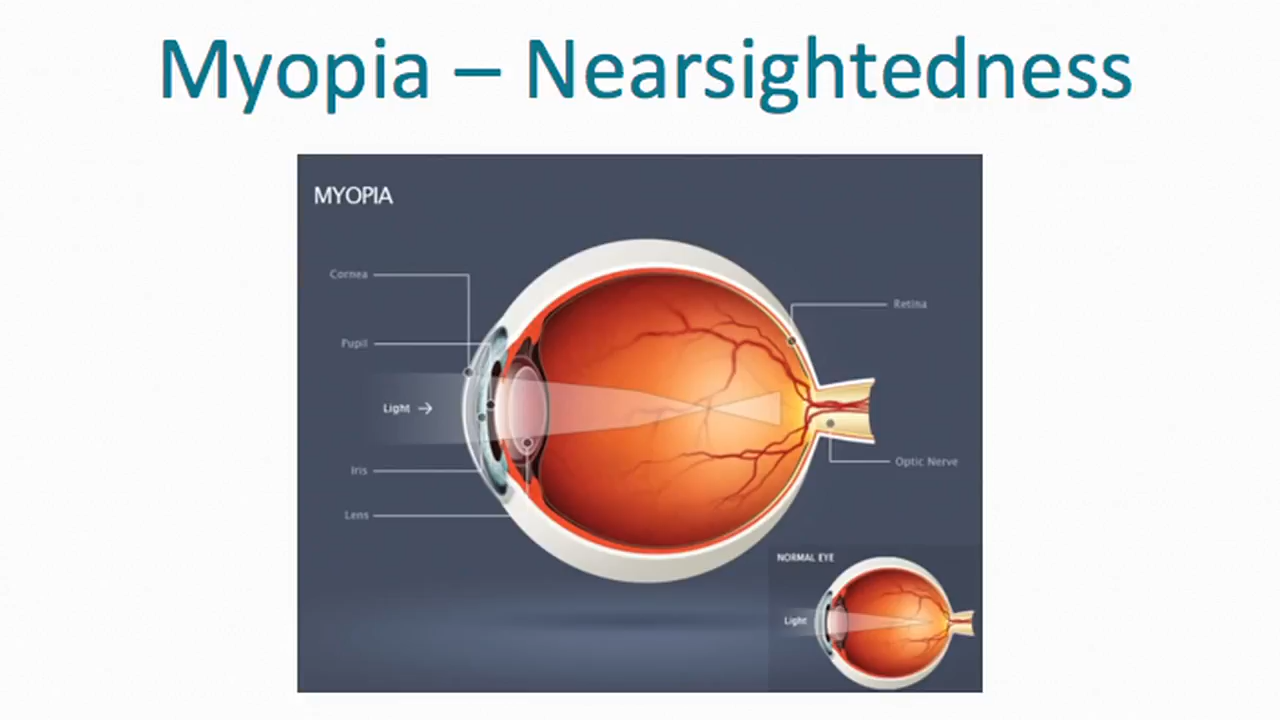 Myopia – Nearsightedness
MYOPIA
Cornea
Retina
Pupil
Light →
Optic Nerve
Iris
Lens
NORMAL EYE
Light